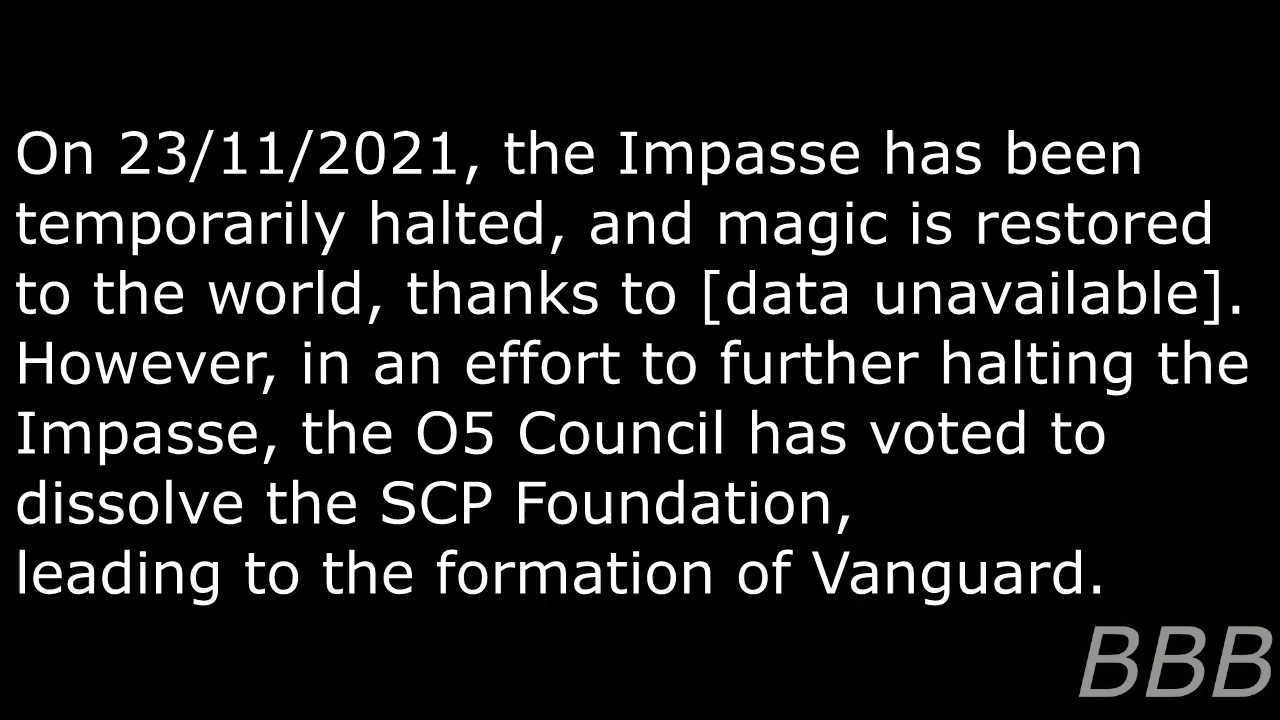 On 23/11/2021, the Impasse has been
temporarily halted, and magic is restored
to the world, thanks to [data unavailable].
However, in an effort to further halting the
Impasse, the O5 Council has voted to
dissolve the SCP Foundation,
leading to the formation of Vanguard.
BBB